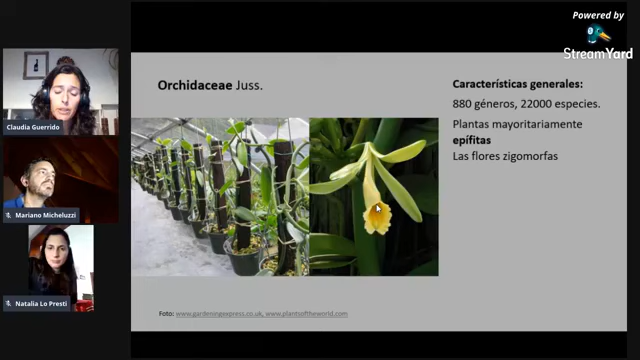 Powered by
StreamYard
Claudia Guerrido
Mariano Micheluzzi
Natalia Lo Presti
Orchidaceae Juss.
Características generales:
880 géneros, 22000 especies.
Plantas mayoritariamente
epífitas
Las flores zigomorfas
Foto: www.gardeningexpress.co.uk, www.plantsoftheworld.com